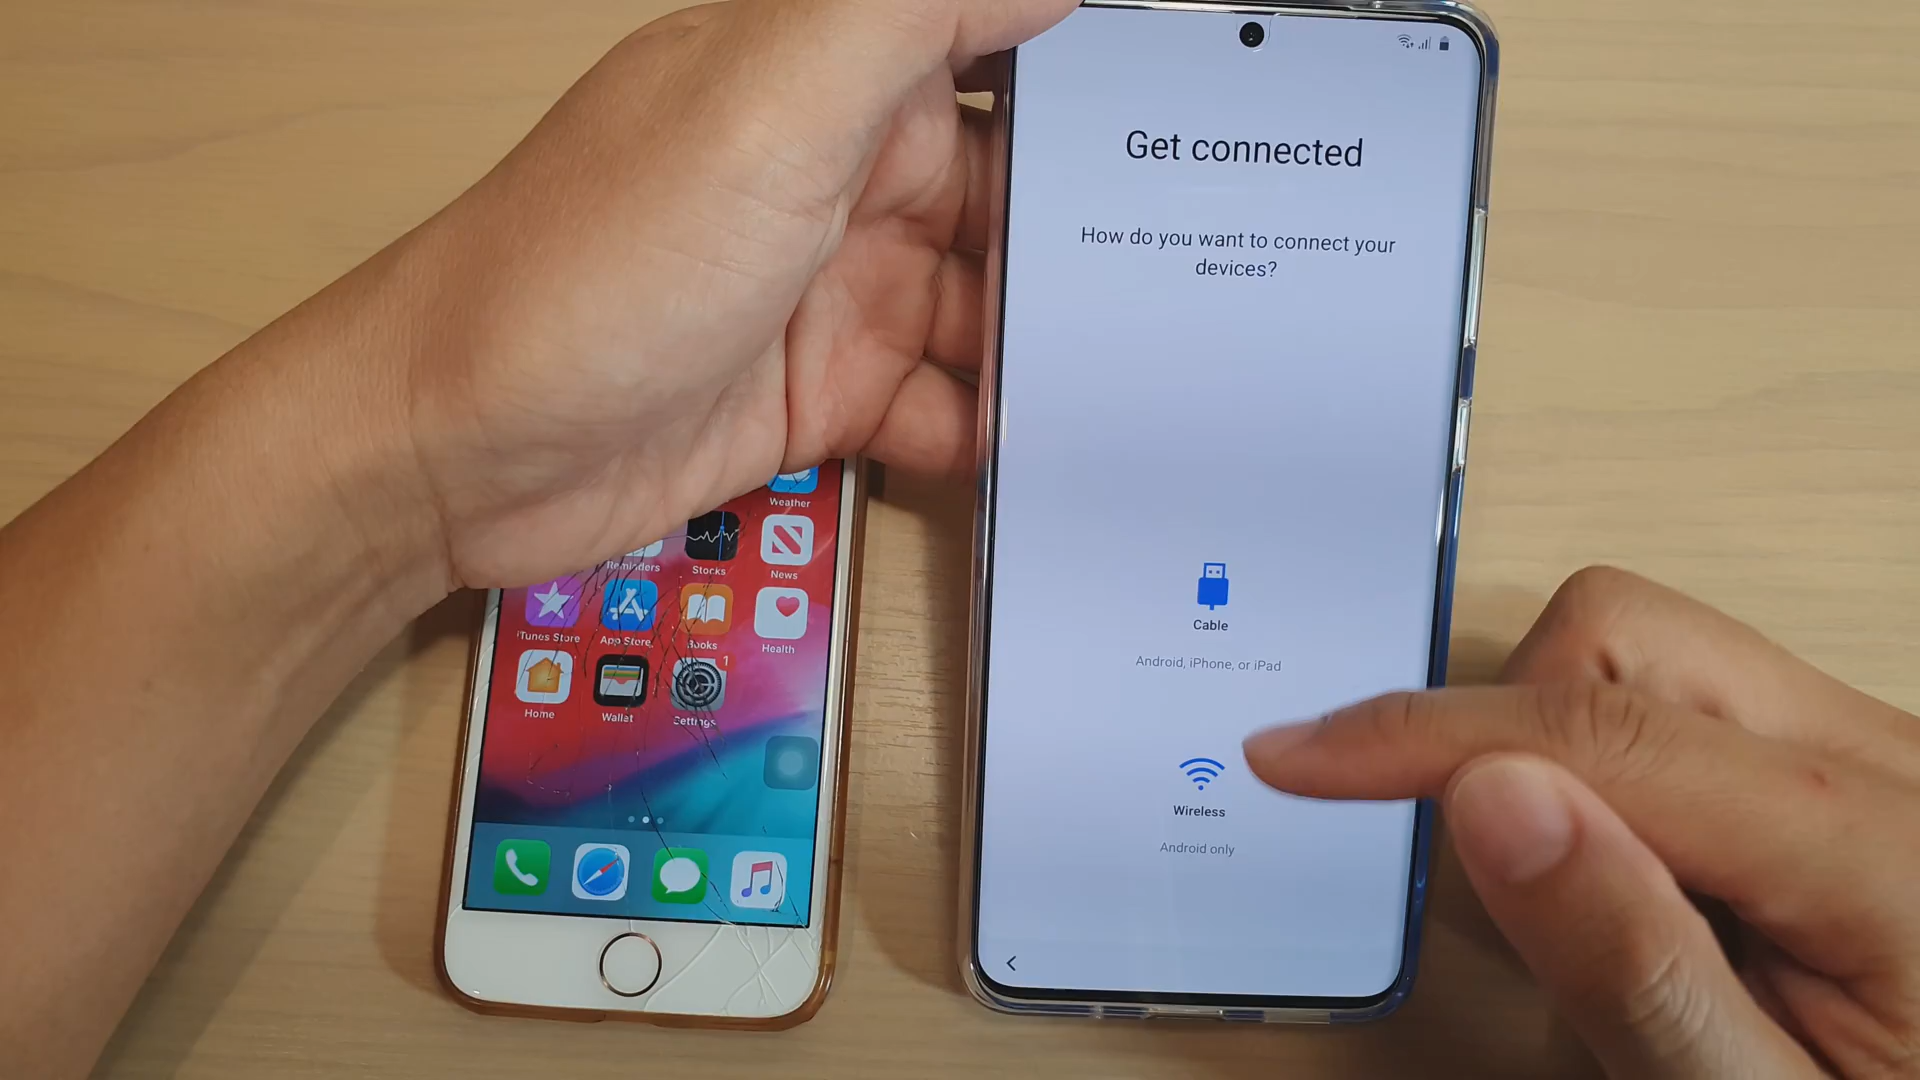 Get connected
How do you want to connect your
devices?
Cable
Android, iPhone, or iPad
Wireless
Android only
Weather
Reminders
Stocks
News
iTunes Store
App Store
Books
Health
1
Home
Wallet
Settings